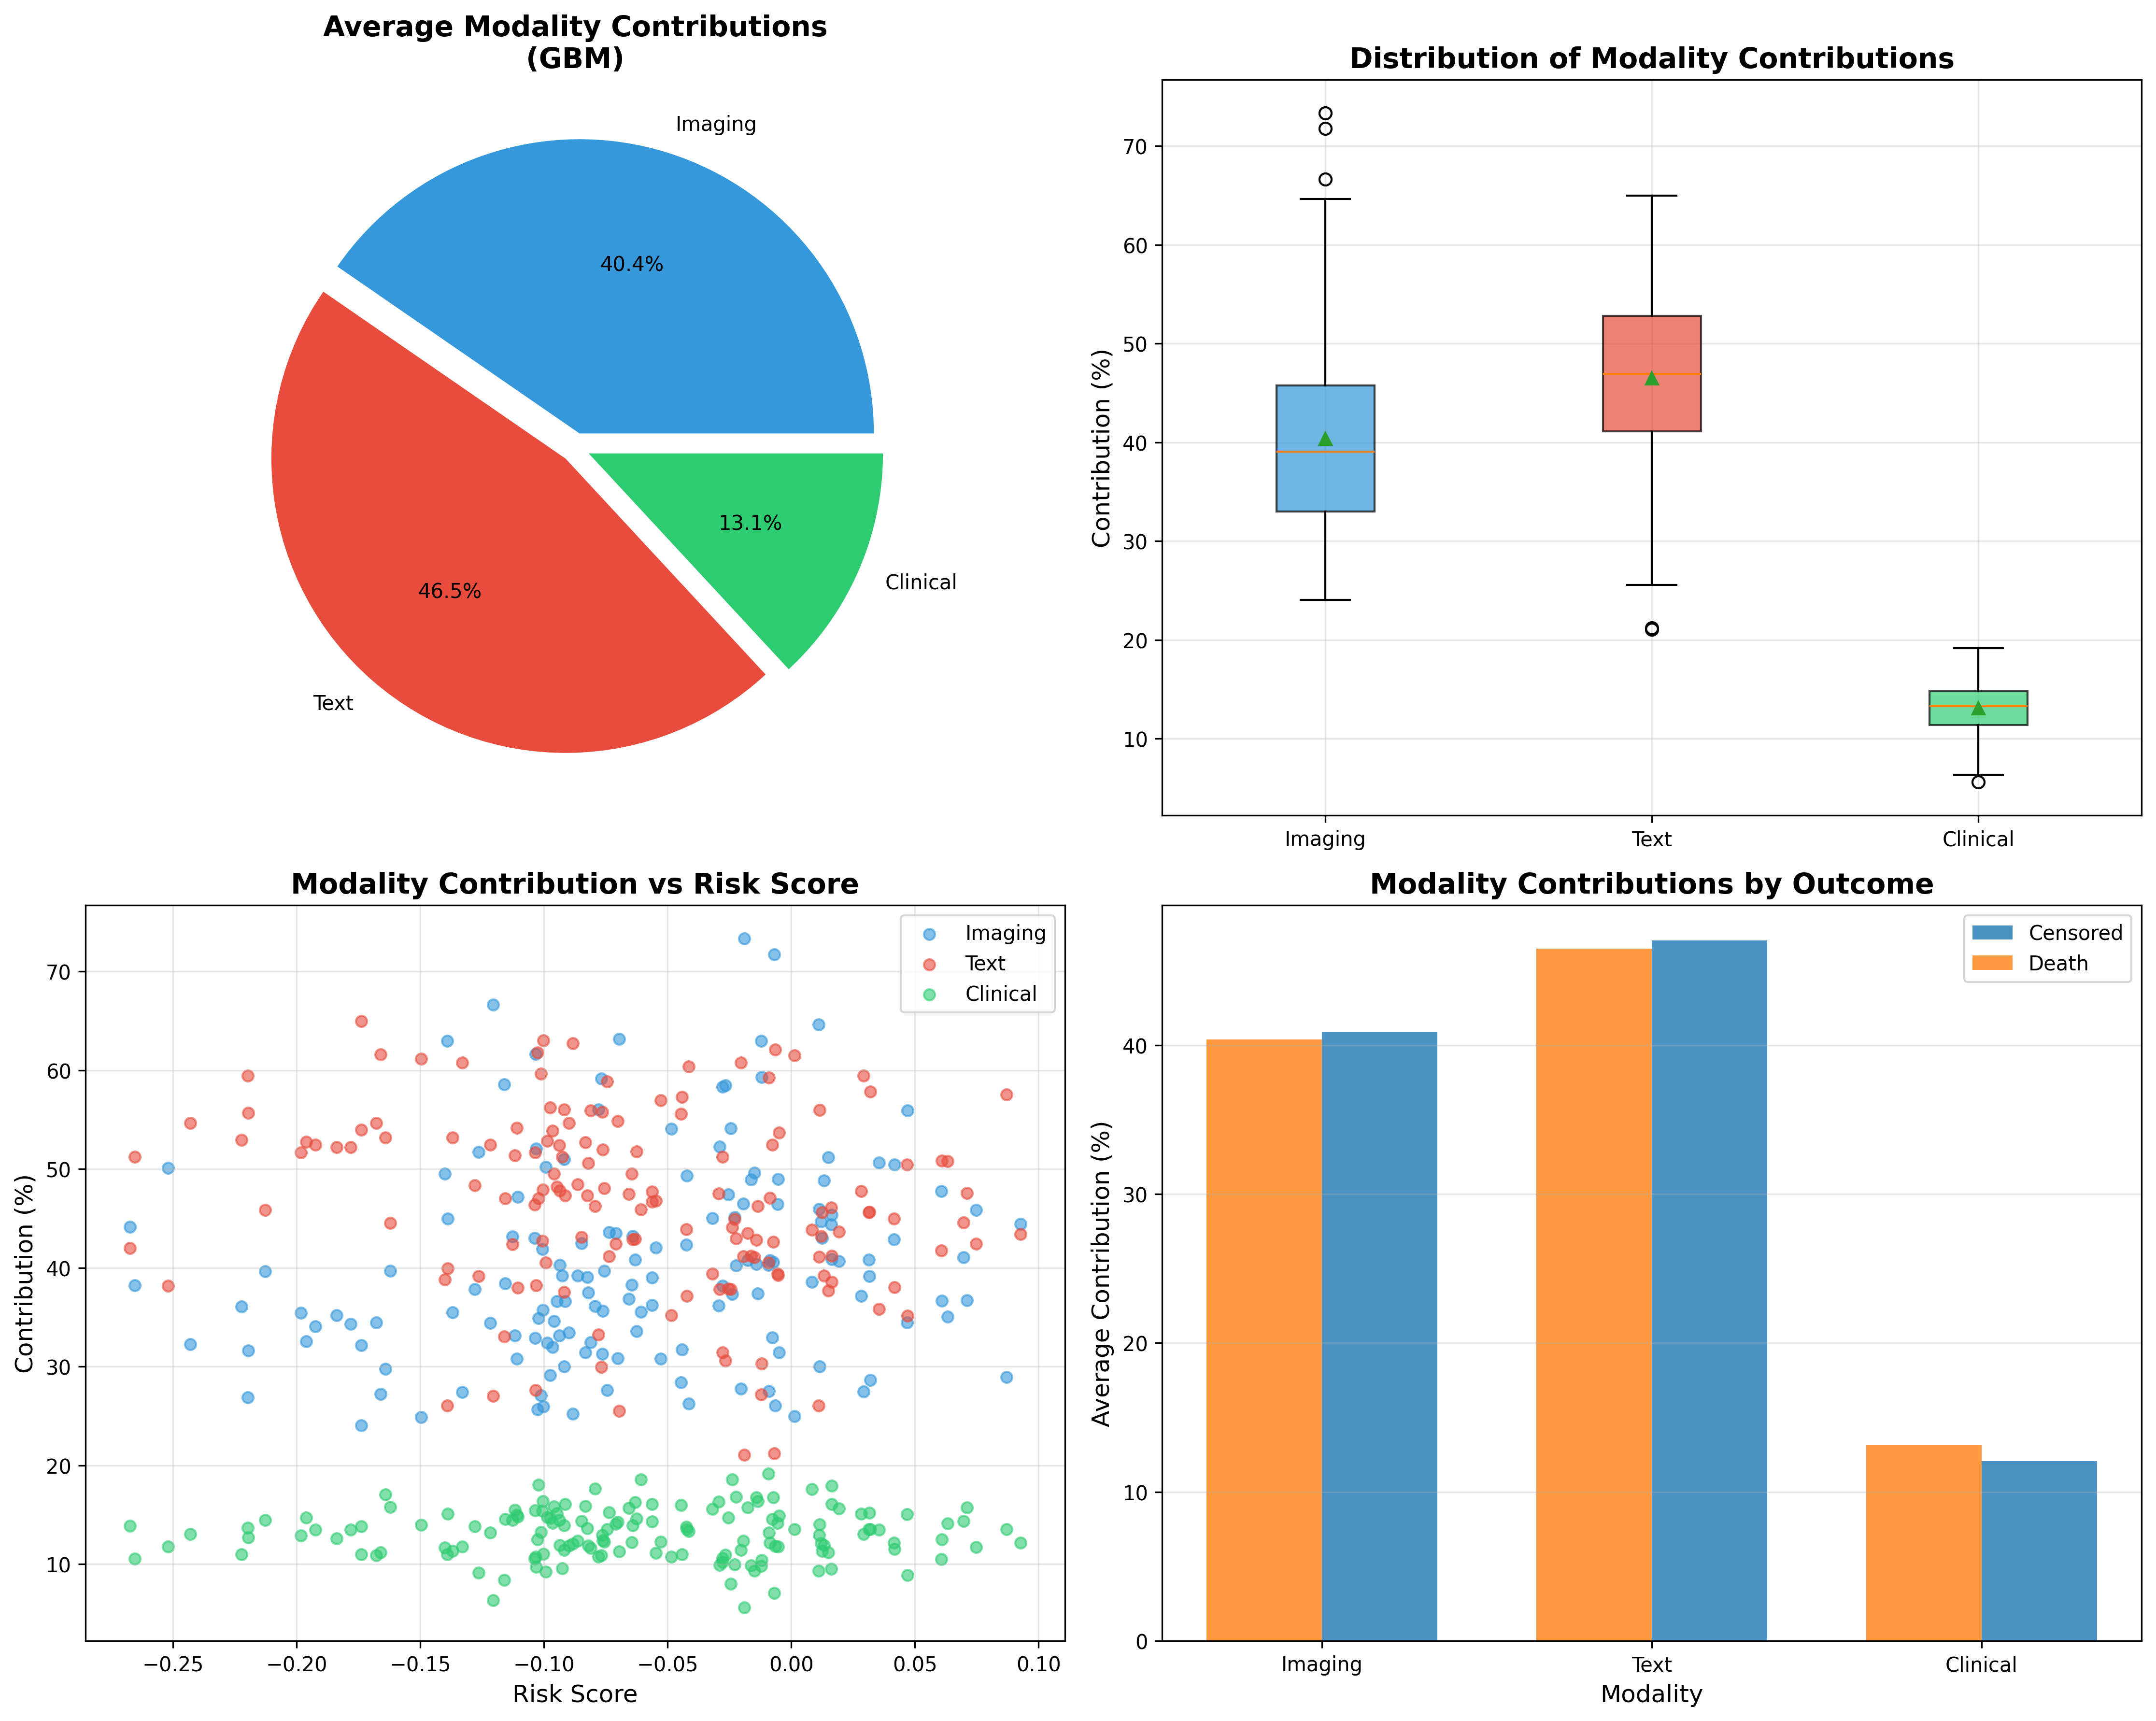 Average Modality Contributions
(GBM)
Imaging
40.4%
46.5%
13.1%
Clinical
Text
Distribution of Modality Contributions
Contribution (%)
70
60
50
40
30
20
10
Imaging
Text
Clinical
Modality Contribution vs Risk Score
Contribution (%)
70
60
50
40
30
20
10
Imaging
Text
Clinical
−0.25
−0.20
−0.15
−0.10
−0.05
0.00
0.05
0.10
Risk Score
Modality Contributions by Outcome
Average Contribution (%)
40
30
20
10
0
Censored
Death
Imaging
Text
Clinical
Modality